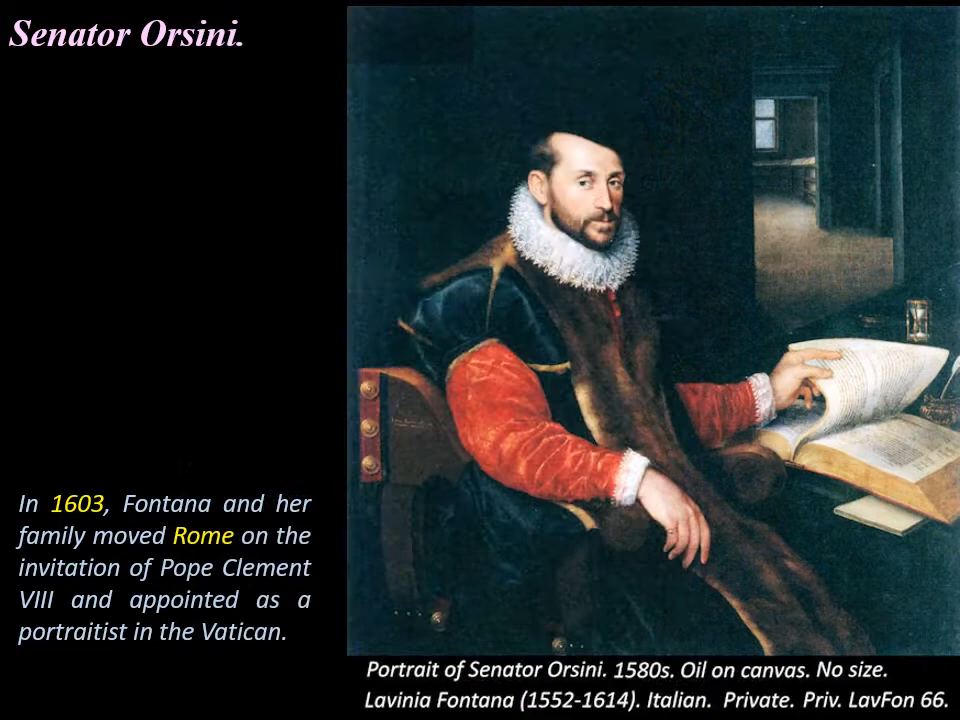 Senator Orsini.
In 1603, Fontana and her
family moved Rome on the
invitation of Pope Clement
VIII and appointed as a
portraitist in the Vatican.
Portrait of Senator Orsini. 1580s. Oil on canvas. No size.
Lavinia Fontana (1552-1614). Italian. Private. Priv. LavFon 66.